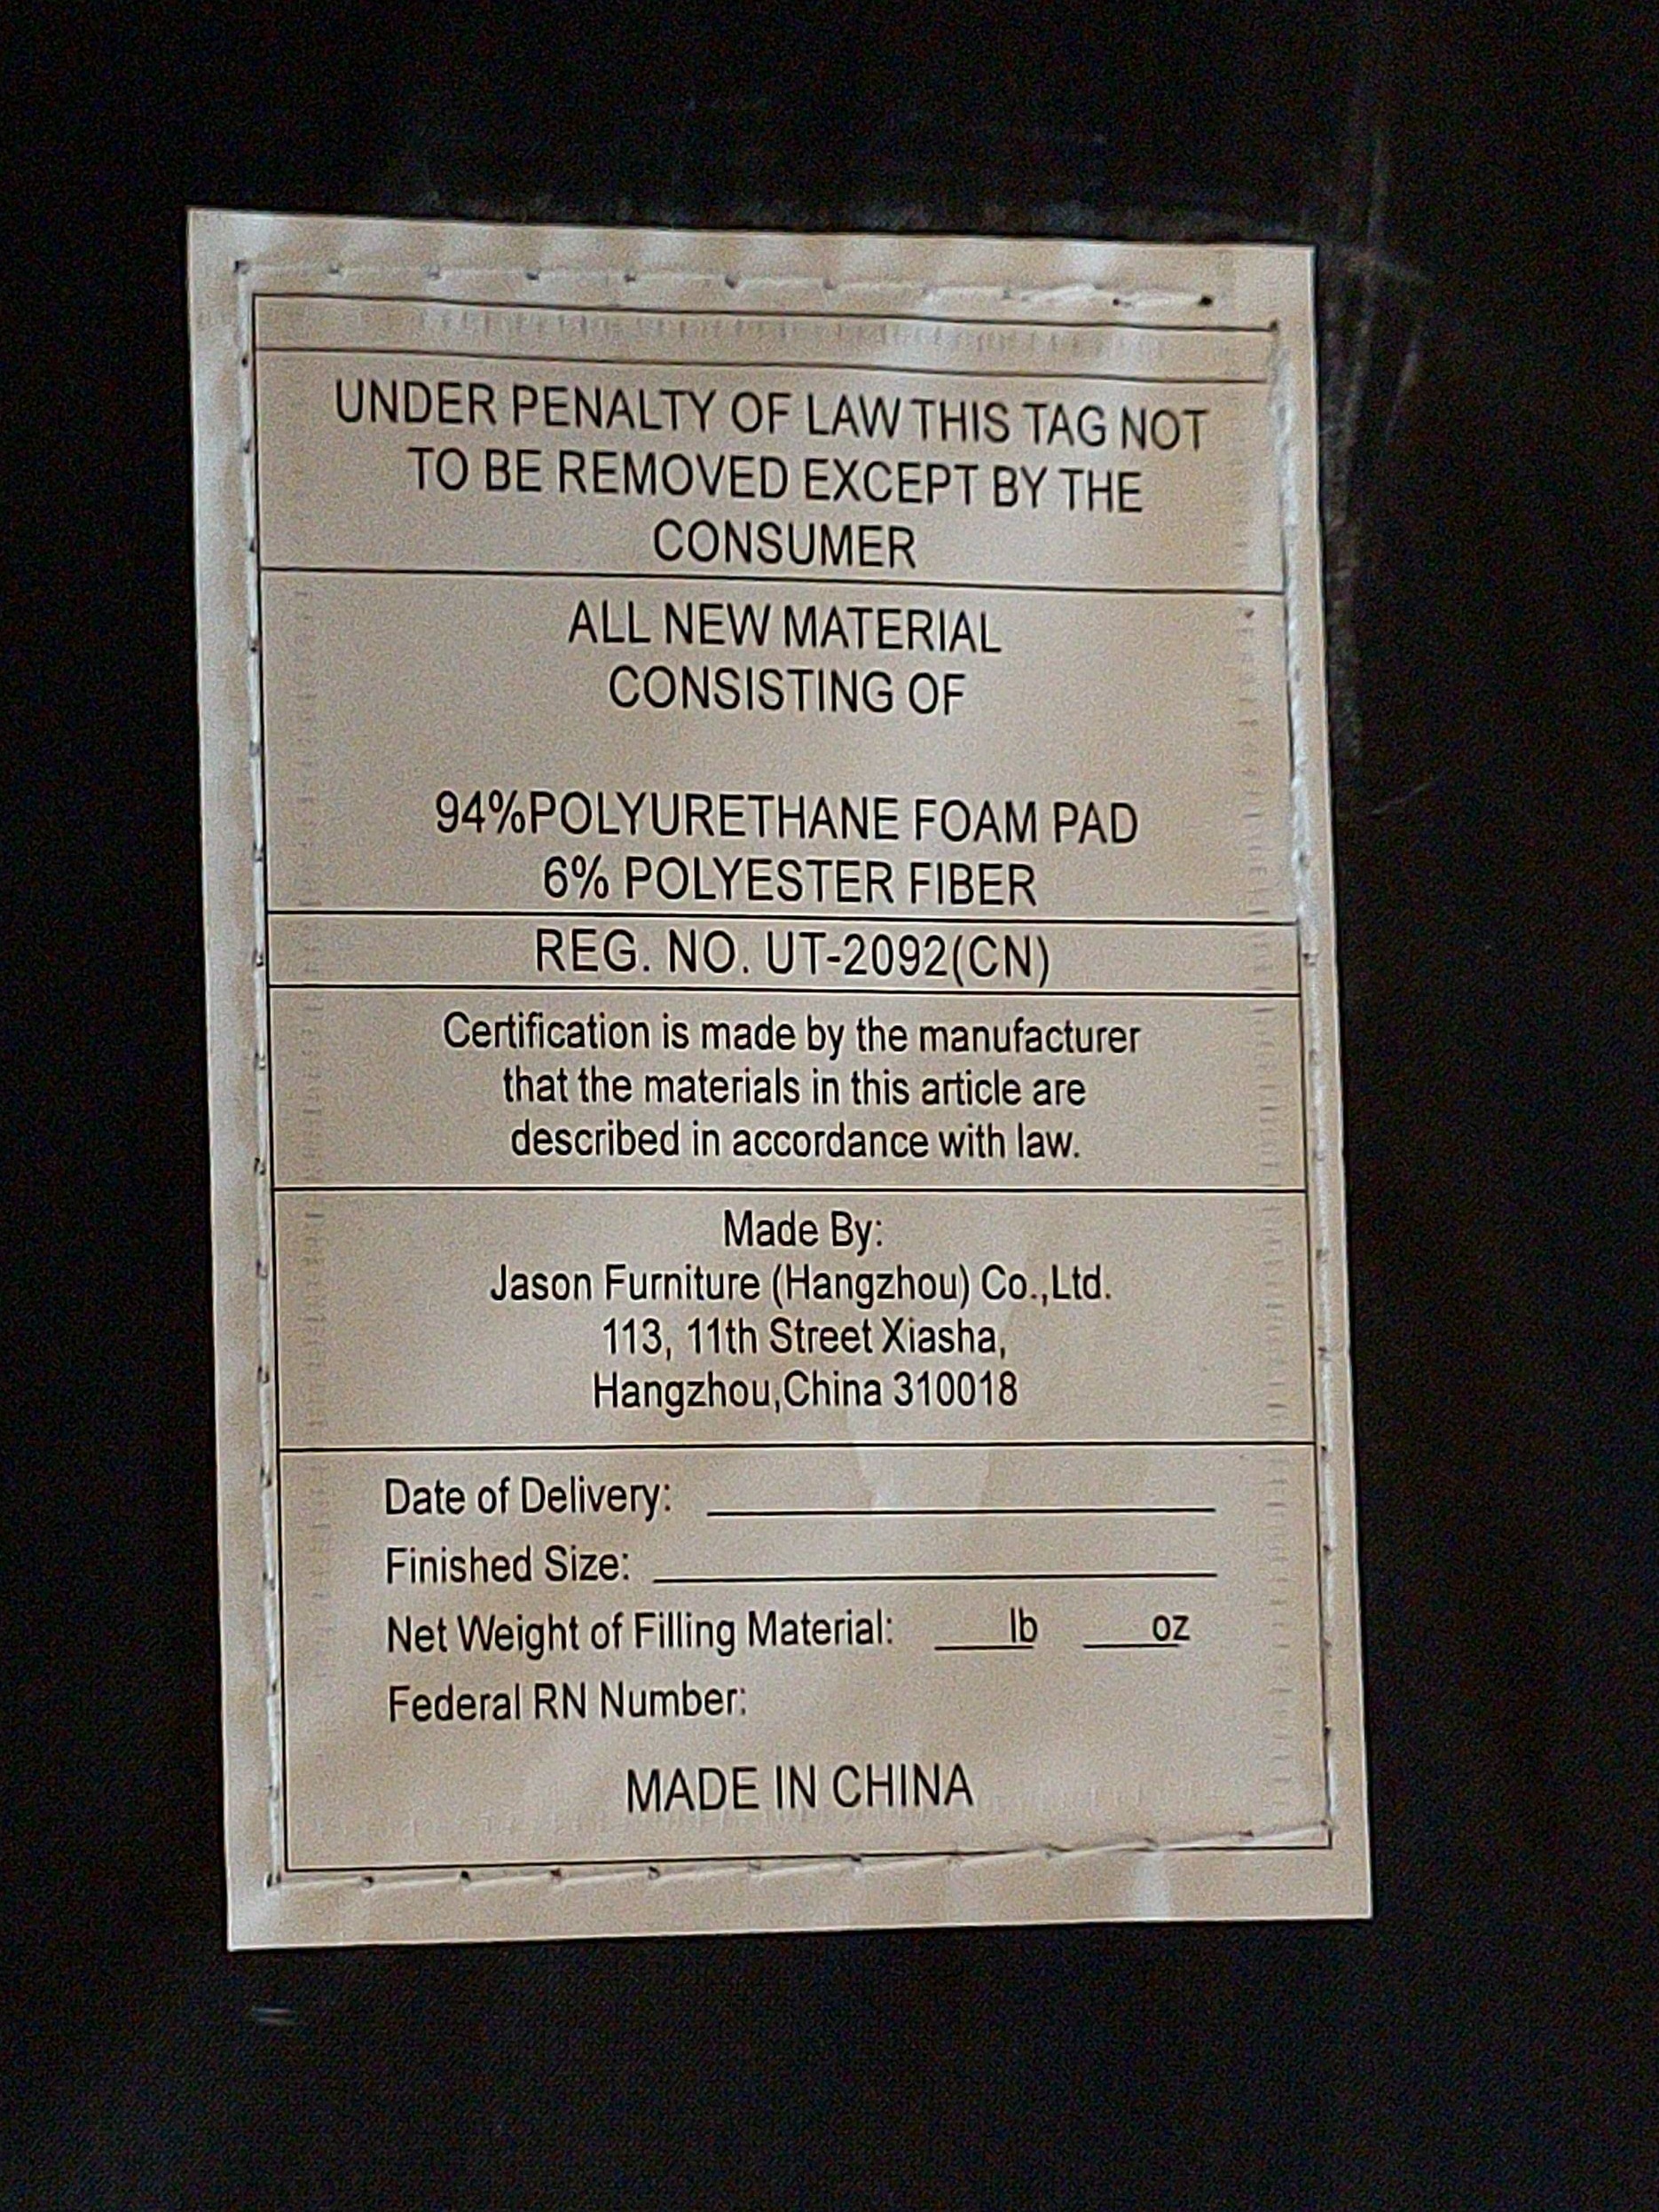 UNDER PENALTY OF LAW THIS TAG NOT
TO BE REMOVED EXCEPT BY THE
CONSUMER
ALL NEW MATERIAL
CONSISTING OF
94%POLYURETHANE FOAM PAD
6% POLYESTER FIBER
REG. NO. UT-2092(CN)
Certification is made by the manufacturer
that the materials in this article are
described in accordance with law.
Made By:
Jason Furniture (Hangzhou) Co.,Ltd.
113, 11th Street Xiasha,
Hangzhou,China 310018
Date of Delivery:
Finished Size:
Net Weight of Filling Material: lb oz
Federal RN Number:
MADE IN CHINA